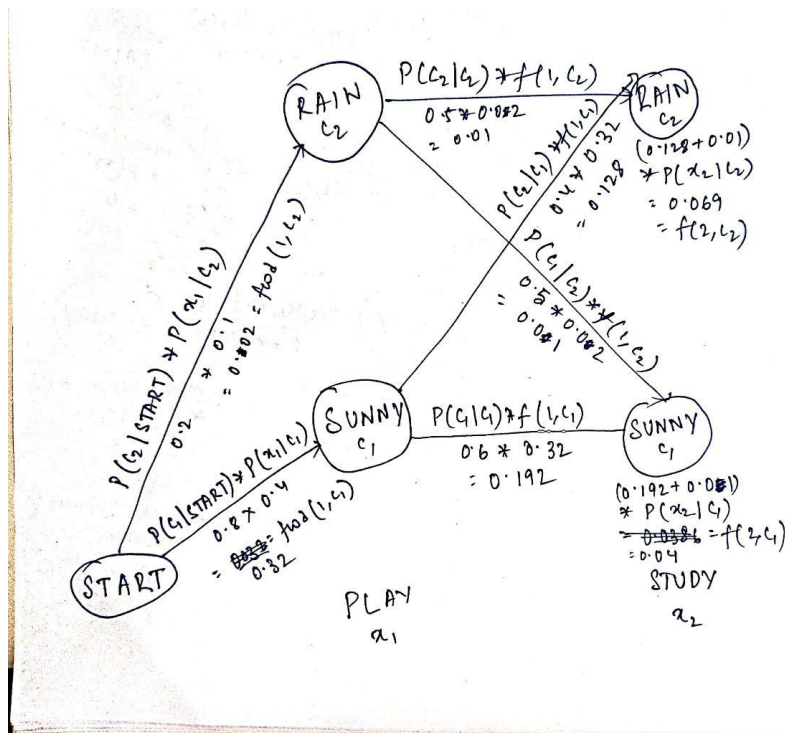 RAIN
C2
P(C2|C2) * f(1, C2)
0.5 * 0.02
= 0.01
RAIN
C2
(0.128 + 0.01)
* P(x2|C2)
= 0.069
= f(2, C2)
P(C2|C1) * f(1, C1)
0.4 * 0.32
= 0.128
P(C1|C2) * f(1, C2)
0.5 * 0.02
= 0.01
P(C2|START) * P(x1|C2)
0.2 * 0.1
= 0.02 = fwd(1, C2)
SUNNY
C1
P(C1|C1) * f(1, C1)
0.6 * 0.32
= 0.192
SUNNY
C1
(0.192 + 0.01)
* P(x2|C1)
= 0.0386 = f(2, C1)
= 0.04
P(C1|START) * P(x1|C1)
0.8 x 0.4
= fwd(1, C1)
0.32
START
PLAY
x1
STUDY
x2